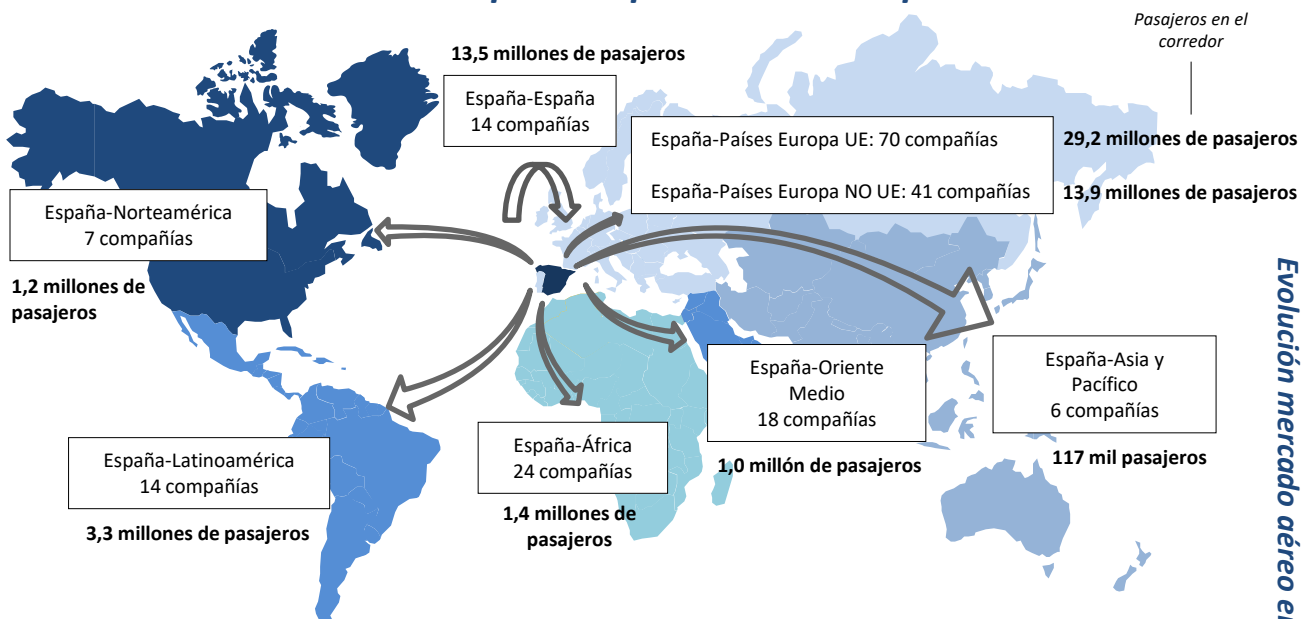 Pasajeros en el
corredor
13,5 millones de pasajeros
España-España
14 compañías
España-Países Europa UE: 70 compañías
29,2 millones de pasajeros
España-Países Europa NO UE: 41 compañías
13,9 millones de pasajeros
España-Norteamérica
7 compañías
1,2 millones de
pasajeros
España-Oriente
Medio
18 compañías
1,0 millón de pasajeros
España-Asia y
Pacífico
6 compañías
117 mil pasajeros
España-África
24 compañías
1,4 millones de
pasajeros
España-Latinoamérica
14 compañías
3,3 millones de pasajeros
Evolución mercado aéreo